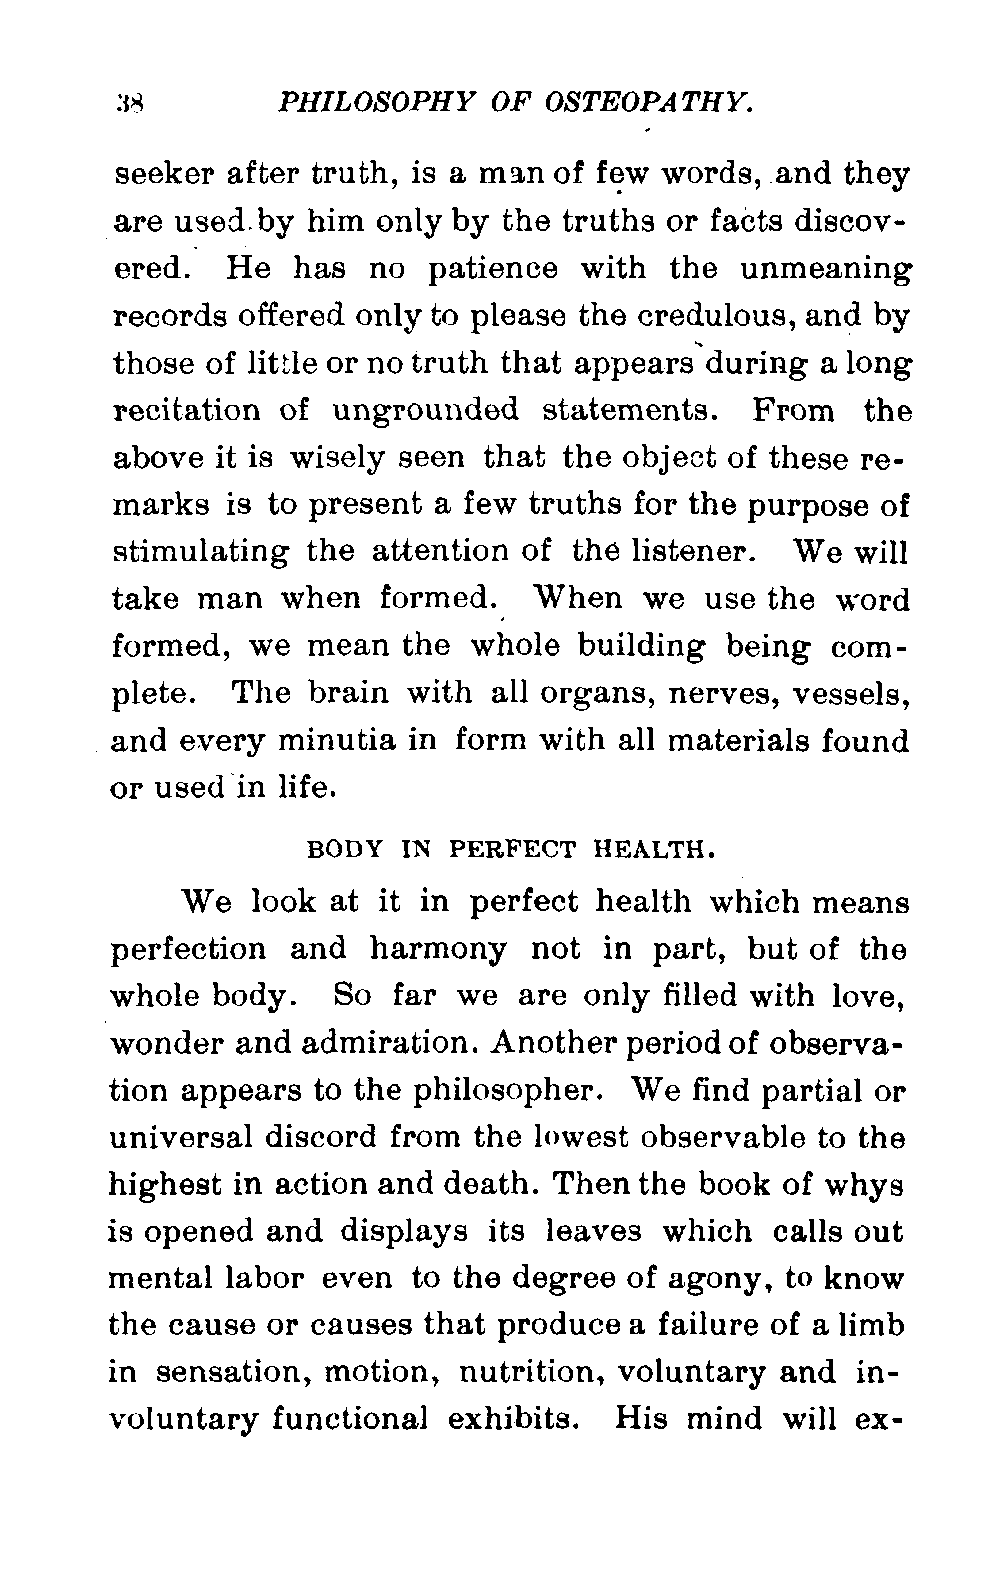 38 PHILOSOPHY OF OSTEOPATHY.
seeker after truth, is a man of few words, and they
are used by him only by the truths or facts discov-
ered. He has no patience with the unmeaning
records offered only to please the credulous, and by
those of little or no truth that appears during a long
recitation of ungrounded statements. From the
above it is wisely seen that the object of these re-
marks is to present a few truths for the purpose of
stimulating the attention of the listener. We will
take man when formed. When we use the word
formed, we mean the whole building being com-
plete. The brain with all organs, nerves, vessels,
and every minutia in form with all materials found
or used in life.
BODY IN PERFECT HEALTH.
We look at it in perfect health which means
perfection and harmony not in part, but of the
whole body. So far we are only filled with love,
wonder and admiration. Another period of observa-
tion appears to the philosopher. We find partial or
universal discord from the lowest observable to the
highest in action and death. Then the book of whys
is opened and displays its leaves which calls out
mental labor even to the degree of agony, to know
the cause or causes that produce a failure of a limb
in sensation, motion, nutrition, voluntary and in-
voluntary functional exhibits. His mind will ex-